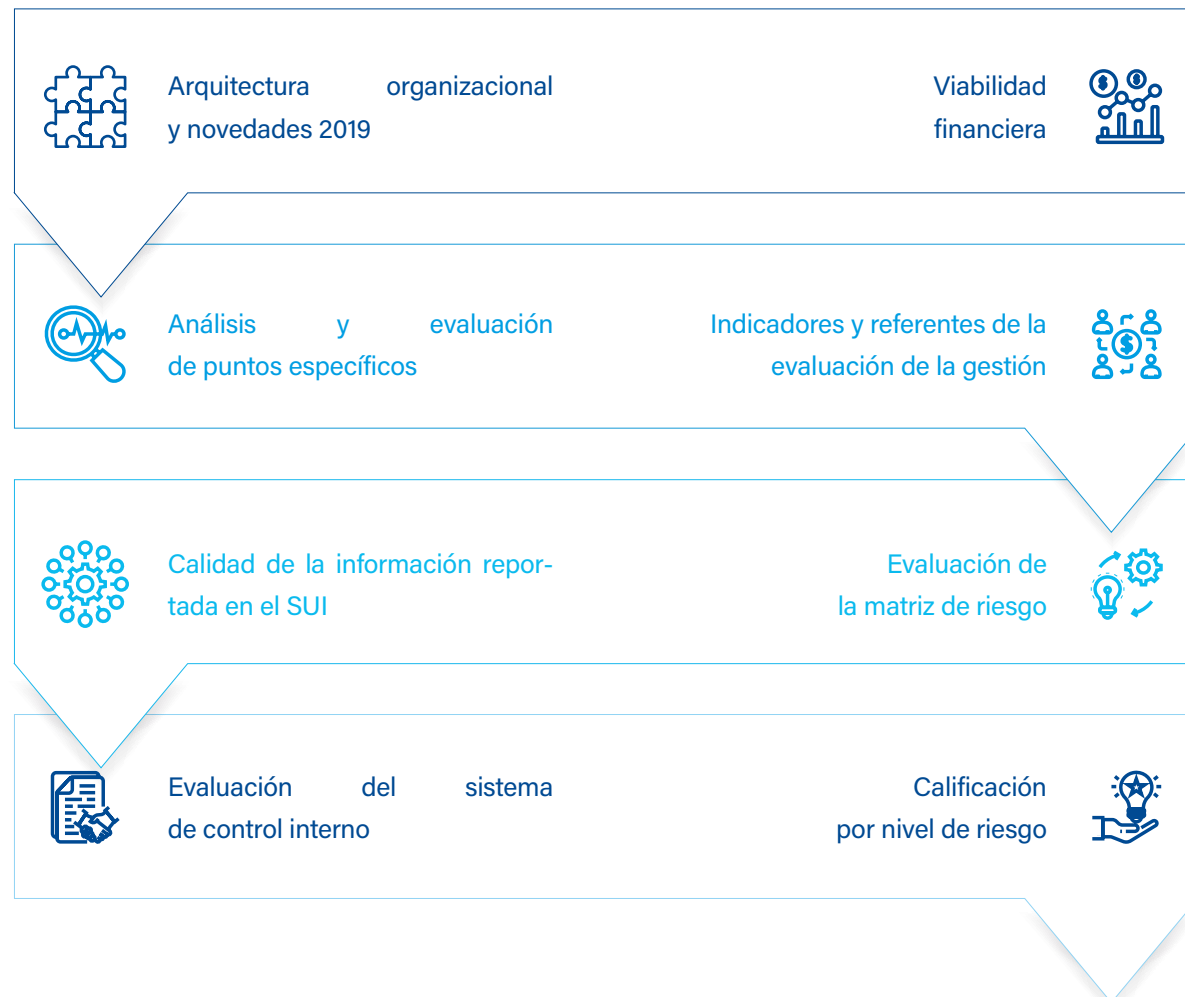 Arquitectura organizacional
y novedades 2019
Viabilidad
financiera
Análisis y evaluación
de puntos específicos
Indicadores y referentes de la
evaluación de la gestión
Calidad de la información repor-
tada en el SUI
Evaluación de
la matriz de riesgo
Evaluación del sistema
de control interno
Calificación
por nivel de riesgo